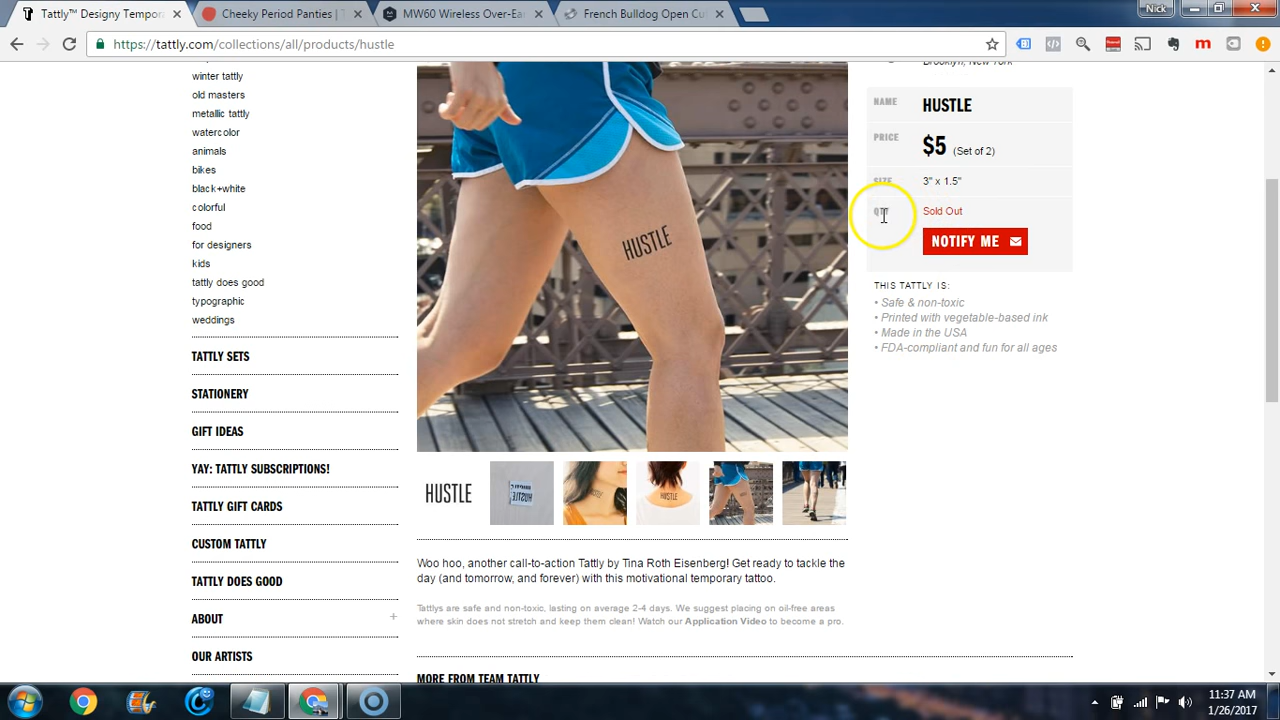 Tattly™ Designy Tempora
Cheeky Period Panties | T
MW60 Wireless Over-Ea
French Bulldog Open Cu
Nick
https://tattly.com/collections/all/products/hustle
winter tattly
old masters
metallic tattly
watercolor
animals
bikes
black+white
colorful
food
for designers
kids
tattly does good
typographic
weddings
TATTLY SETS
STATIONERY
GIFT IDEAS
YAY: TATTLY SUBSCRIPTIONS!
TATTLY GIFT CARDS
CUSTOM TATTLY
TATTLY DOES GOOD
ABOUT +
OUR ARTISTS
HUSTLE
HUSTLE
HUSTLE
Woo hoo, another call-to-action Tattly by Tina Roth Eisenberg! Get ready to tackle the
day (and tomorrow, and forever) with this motivational temporary tattoo.
Tattlys are safe and non-toxic, lasting on average 2-4 days. We suggest placing on oil-free areas
where skin does not stretch and keep them clean! Watch our Application Video to become a pro.
MORE FROM TEAM TATTLY
Brooklyn, New York
NAME HUSTLE
PRICE $5 (Set of 2)
SIZE 3" x 1.5"
QTY Sold Out
NOTIFY ME
THIS TATTLY IS:
• Safe & non-toxic
• Printed with vegetable-based ink
• Made in the USA
• FDA-compliant and fun for all ages
11:37 AM
1/26/2017